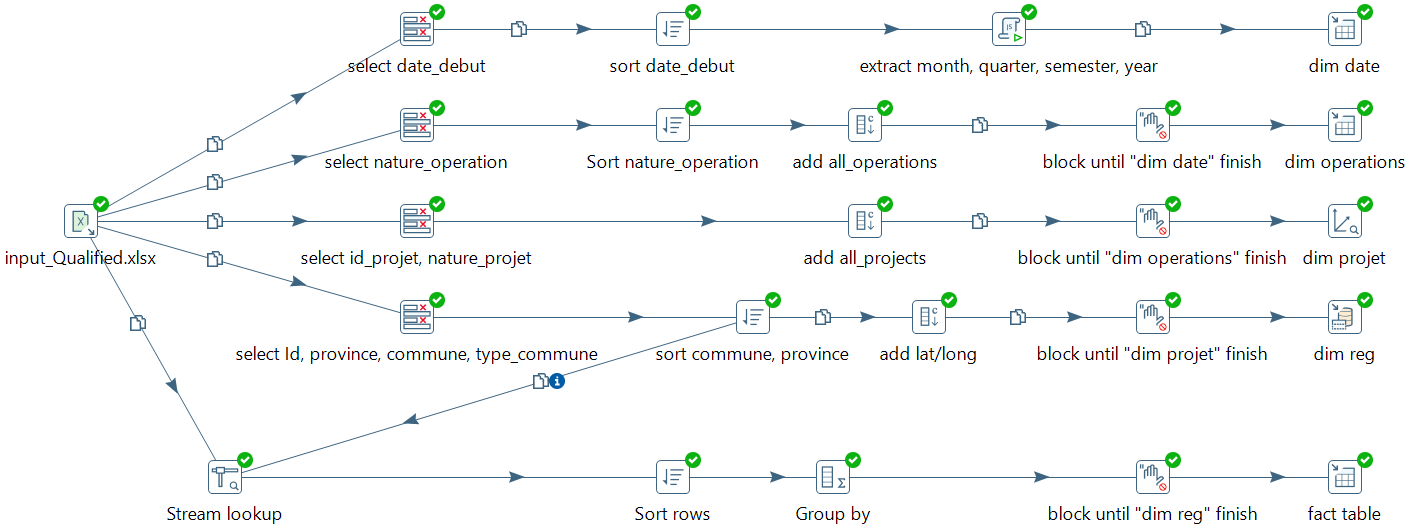 select date_debut
sort date_debut
extract month, quarter, semester, year
dim date
select nature_operation
Sort nature_operation
add all_operations
block until "dim date" finish
dim operations
input_Qualified.xlsx
select id_projet, nature_projet
add all_projects
block until "dim operations" finish
dim projet
select Id, province, commune, type_commune
sort commune, province
add lat/long
block until "dim projet" finish
dim reg
Stream lookup
Sort rows
Group by
block until "dim reg" finish
fact table